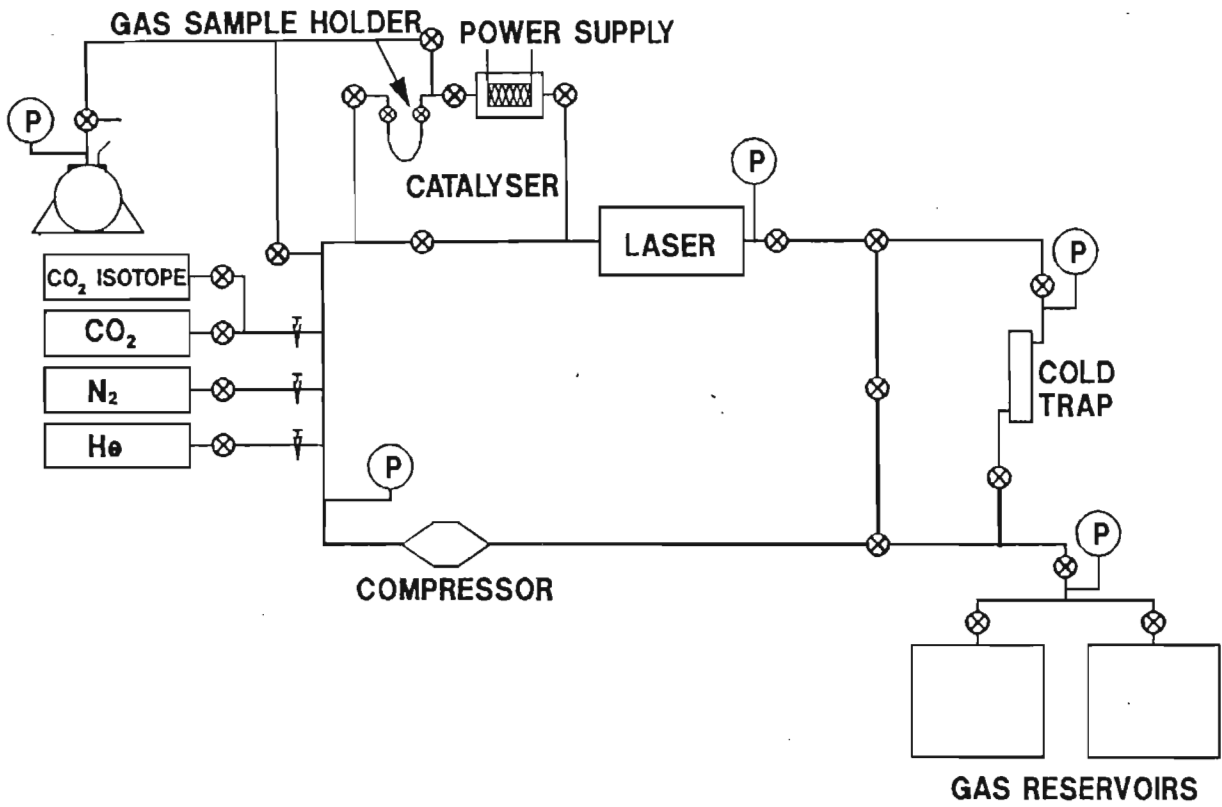 GAS SAMPLE HOLDER
POWER SUPPLY
P
CATALYSER
P
LASER
P
CO₂ ISOTOPE
CO₂
N₂
He
COLD
TRAP
P
COMPRESSOR
P
GAS RESERVOIRS